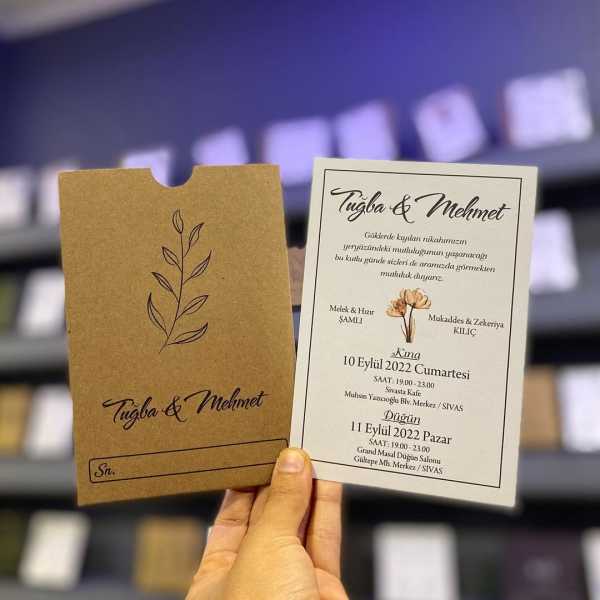 Tuğba & Mehmet
Sn.
Tuğba & Mehmet
Göklerde kıyılan nikahımızın
yeryüzündeki mutluluğunun yaşanacağı
bu kutlu günde sizleri de aramızda görmekten
mutluluk duyarız.
Melek & Hızır
ŞAMLI
Mukaddes & Zekeriya
KILIÇ
Kına
10 Eylül 2022 Cumartesi
SAAT: 19:00 - 23.00
Sivasta Kafe
Muhsin Yazıcıoğlu Blv. Merkez / SİVAS
Düğün
11 Eylül 2022 Pazar
SAAT: 19:00 - 23.00
Grand Masal Düğün Salonu
Gültepe Mh. Merkez / SİVAS